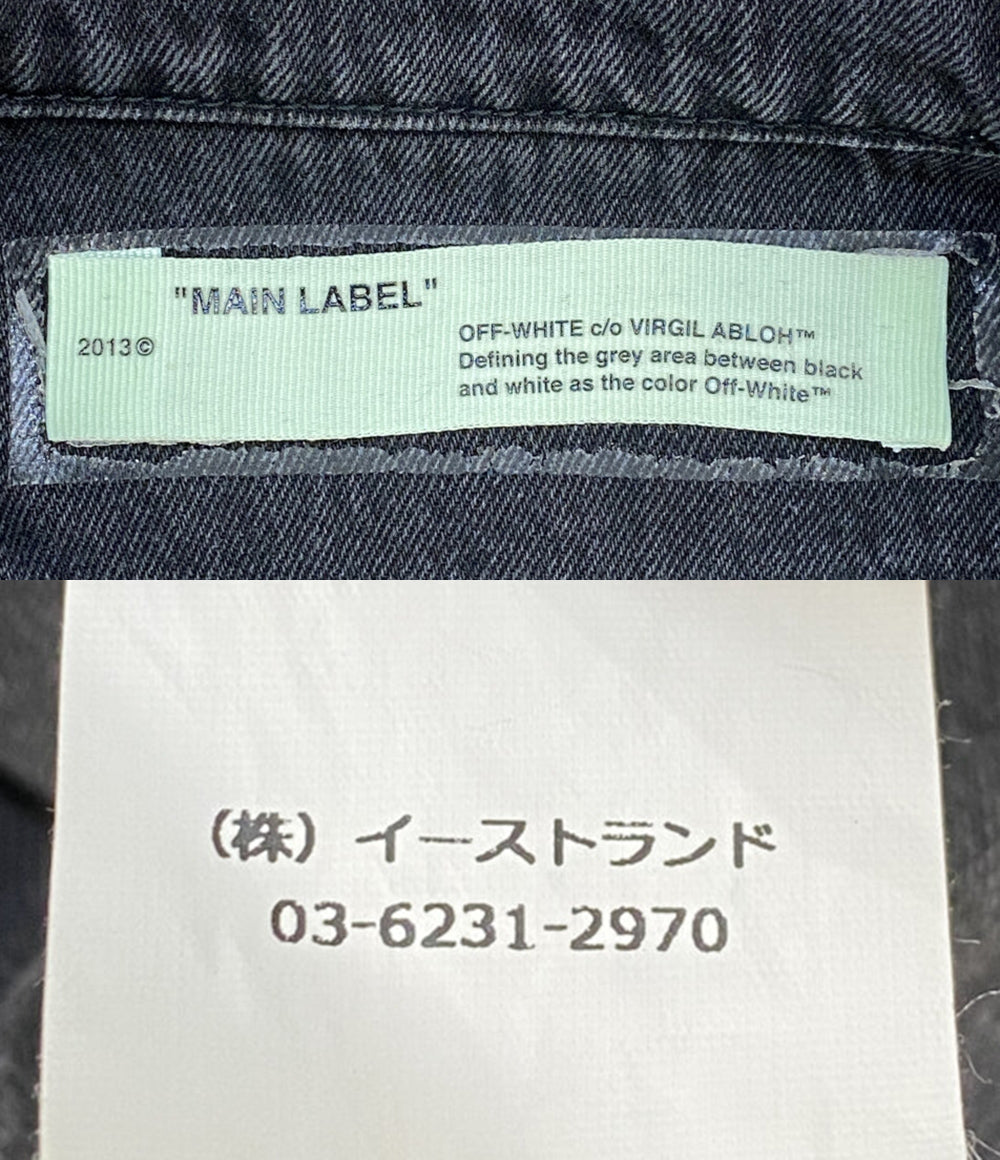 "MAIN LABEL"
2013©
OFF-WHITE c/o VIRGIL ABLOH™
Defining the grey area between black
and white as the color Off-White™
(株) イーストランド
03-6231-2970